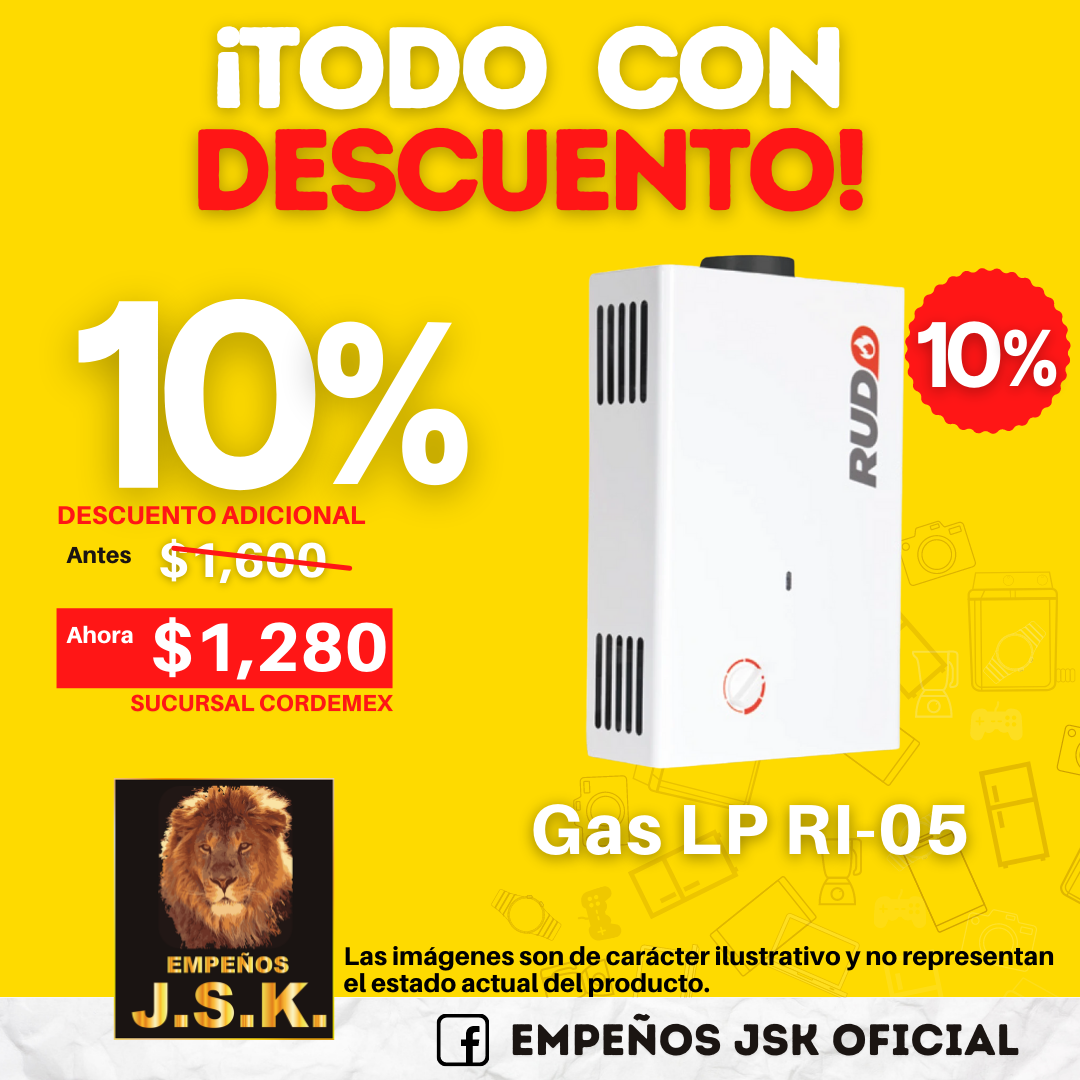 ¡TODO CON
DESCUENTO!
10%
10%
RUDO
DESCUENTO ADICIONAL
Antes $1,600
Ahora $1,280
SUCURSAL CORDEMEX
Gas LP RI-05
EMPEÑOS
J.S.K.
Las imágenes son de carácter ilustrativo y no representan
el estado actual del producto.
f EMPEÑOS JSK OFICIAL